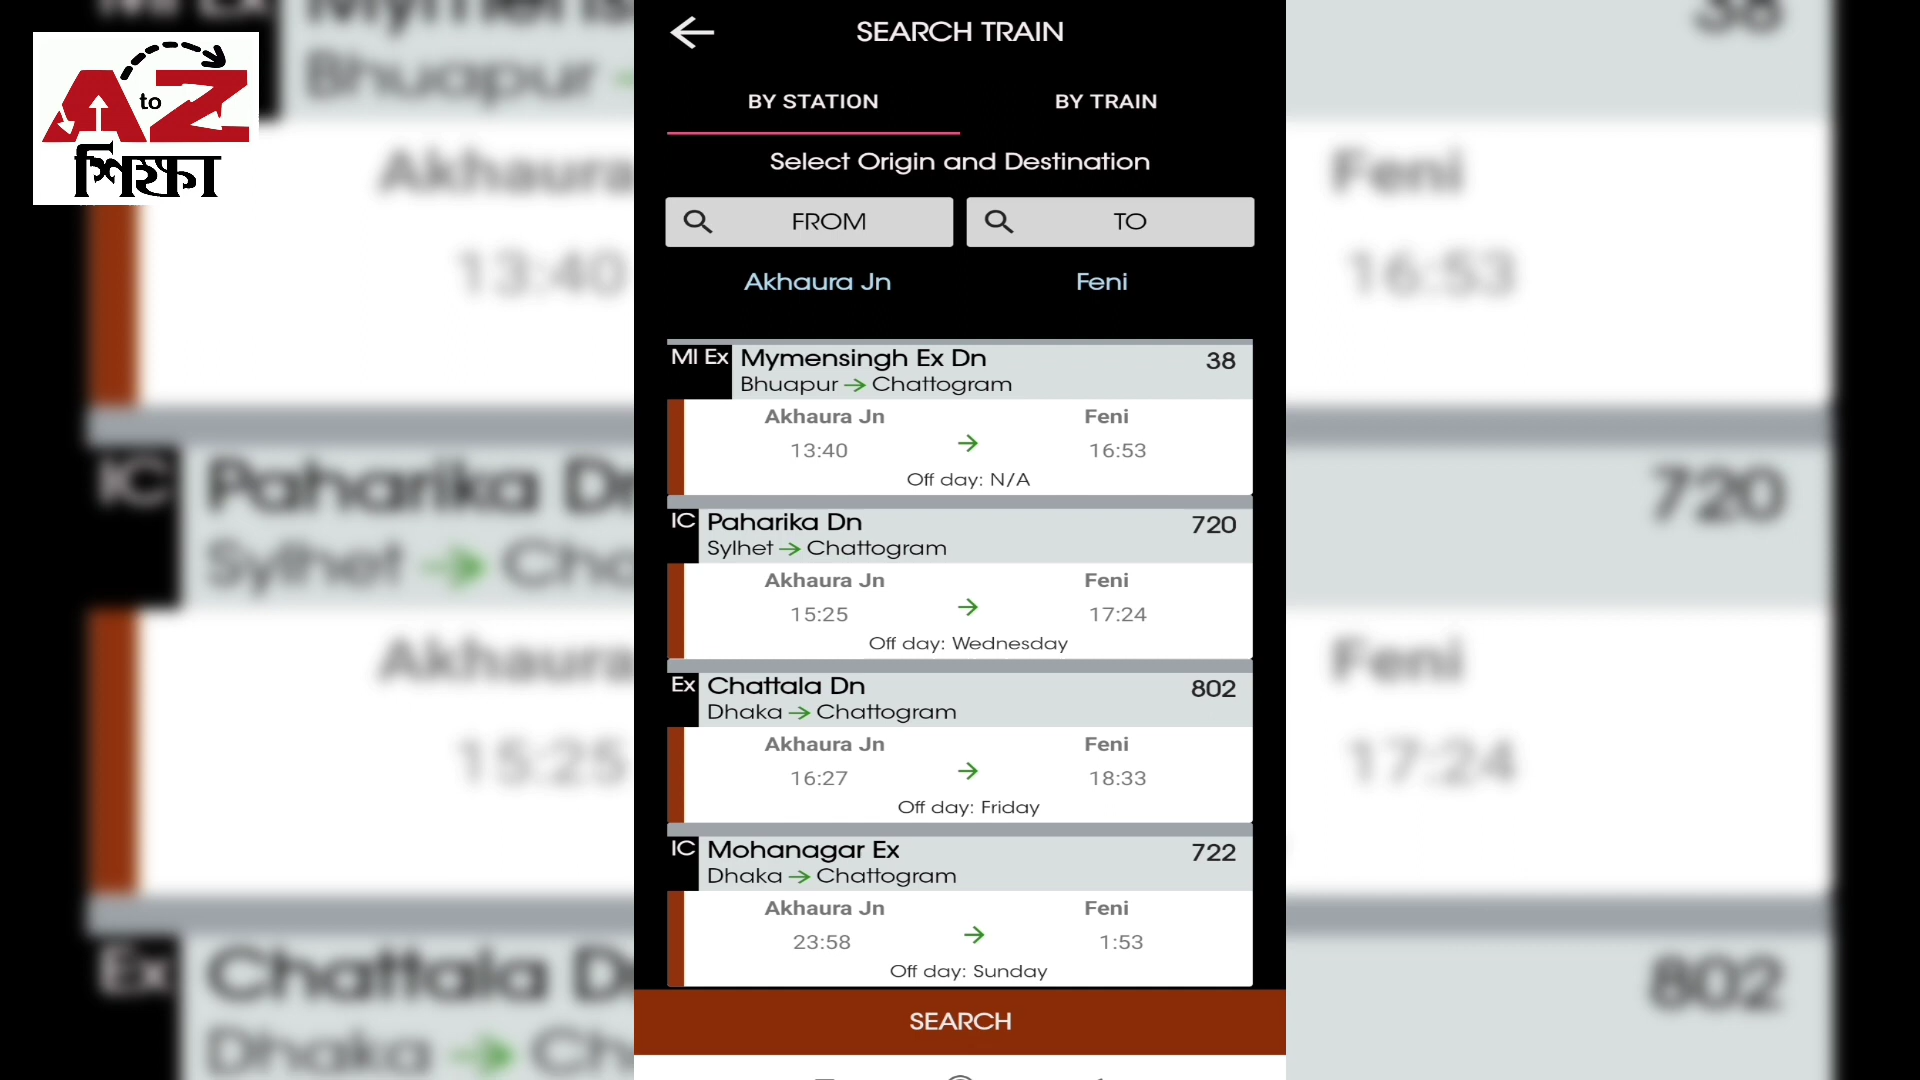 A to Z
শিক্ষা
SEARCH TRAIN
BY STATION BY TRAIN
Select Origin and Destination
FROM TO
Akhaura Jn Feni
MI Ex Mymensingh Ex Dn 38
Bhuapur → Chattogram
Akhaura Jn Feni
13:40 → 16:53
Off day: N/A
IC Paharika Dn 720
Sylhet → Chattogram
Akhaura Jn Feni
15:25 → 17:24
Off day: Wednesday
Ex Chattala Dn 802
Dhaka → Chattogram
Akhaura Jn Feni
16:27 → 18:33
Off day: Friday
IC Mohanagar Ex 722
Dhaka → Chattogram
Akhaura Jn Feni
23:58 → 1:53
Off day: Sunday
SEARCH